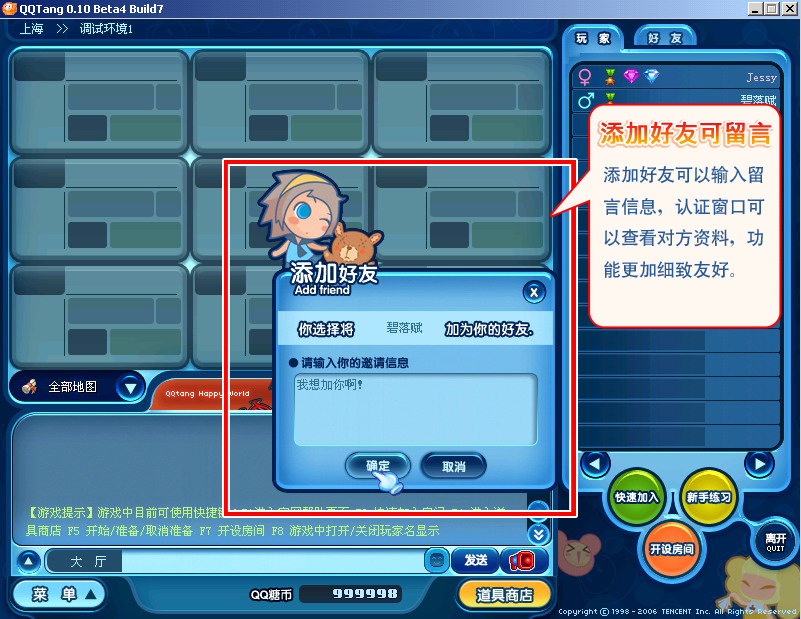 QQTang 0.10 Beta4 Build7
上海 >> 调试环境1
玩 家
好 友
Jessy
碧落赋
添加好友可留言
添加好友可以输入留
言信息，认证窗口可
以查看对方资料，功
能更加细致友好。
添加好友
Add friend
X
你选择将 碧落赋 加为你的好友。
●请输入你的邀请信息
我想加你啊!
确定
取消
全部地图
QQtang Happy World
快速加入
新手练习
开设房间
离开
QUIT
【游戏提示】游戏中目前可使用快捷
具商店 F5 开始/准备/取消准备 F7 开设房间 F8 游戏中打开/关闭玩家名显示
大 厅
发送
菜 单
QQ糖币
999998
道具商店
Copyright © 1998 - 2006 TENCENT Inc. All Rights Reserved